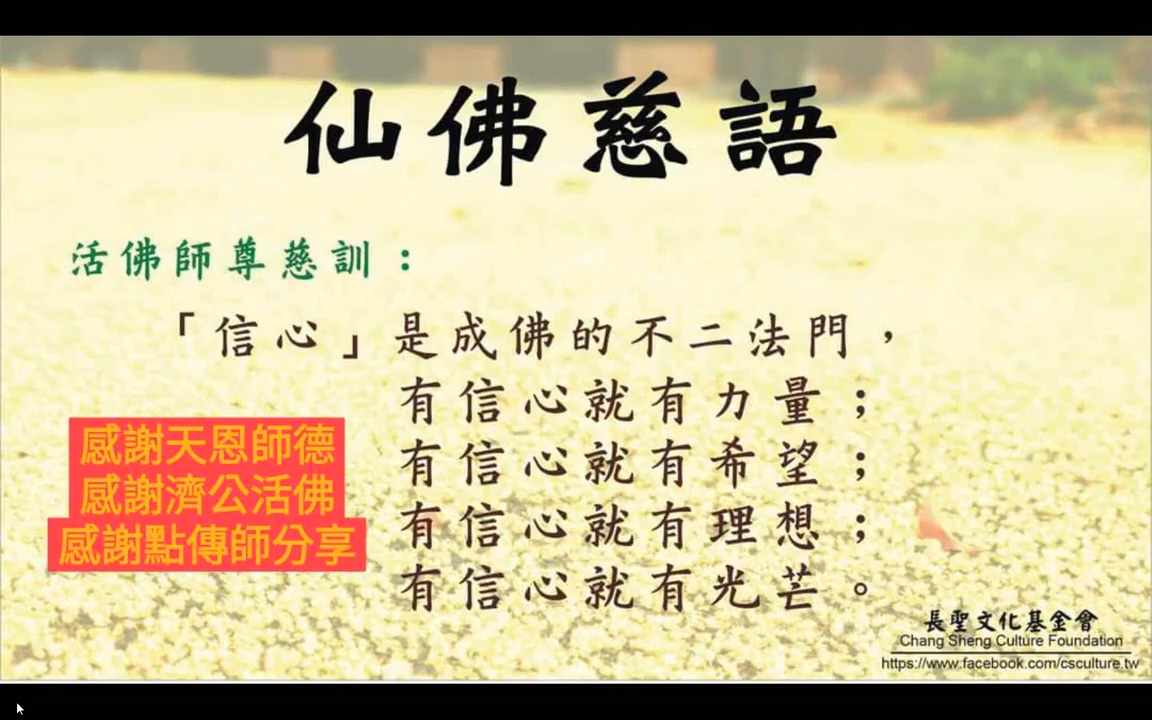 仙佛慈語
活佛師尊慈訓：
「信心」是成佛的不二法門，
有信心就有力量；
有信心就有希望；
有信心就有理想；
有信心就有光芒。
感謝天恩師德
感謝濟公活佛
感謝點傳師分享
長聖文化基金會
Chang Sheng Culture Foundation
https://www.facebook.com/csculture.tw